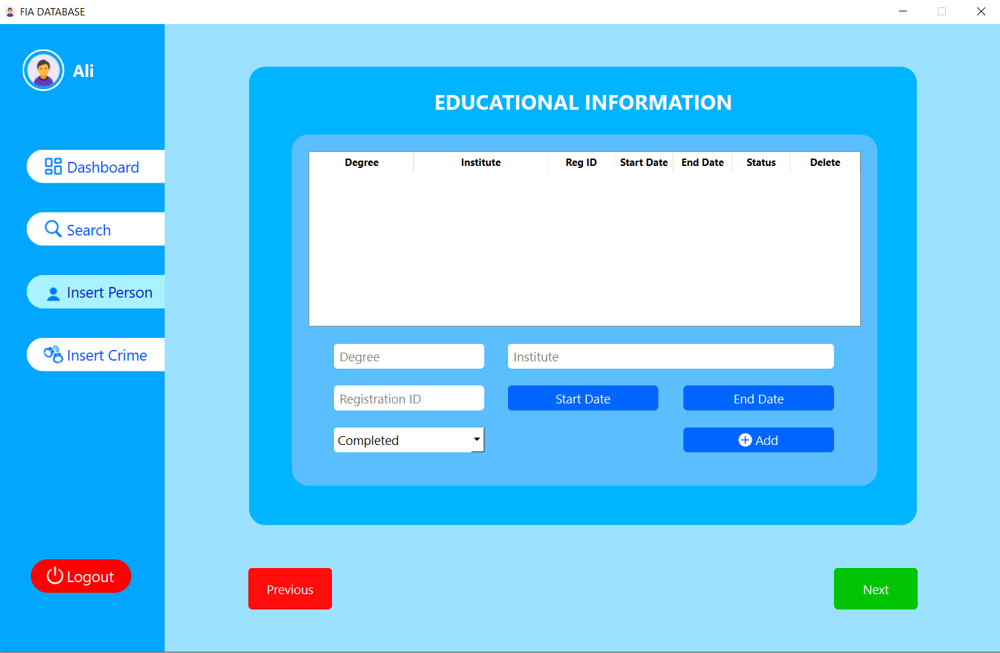 FIA DATABASE
Ali
Dashboard
Search
Insert Person
Insert Crime
Logout
EDUCATIONAL INFORMATION
Degree Institute Reg ID Start Date End Date Status Delete
Degree Institute
Registration ID Start Date End Date
Completed Add
Previous Next